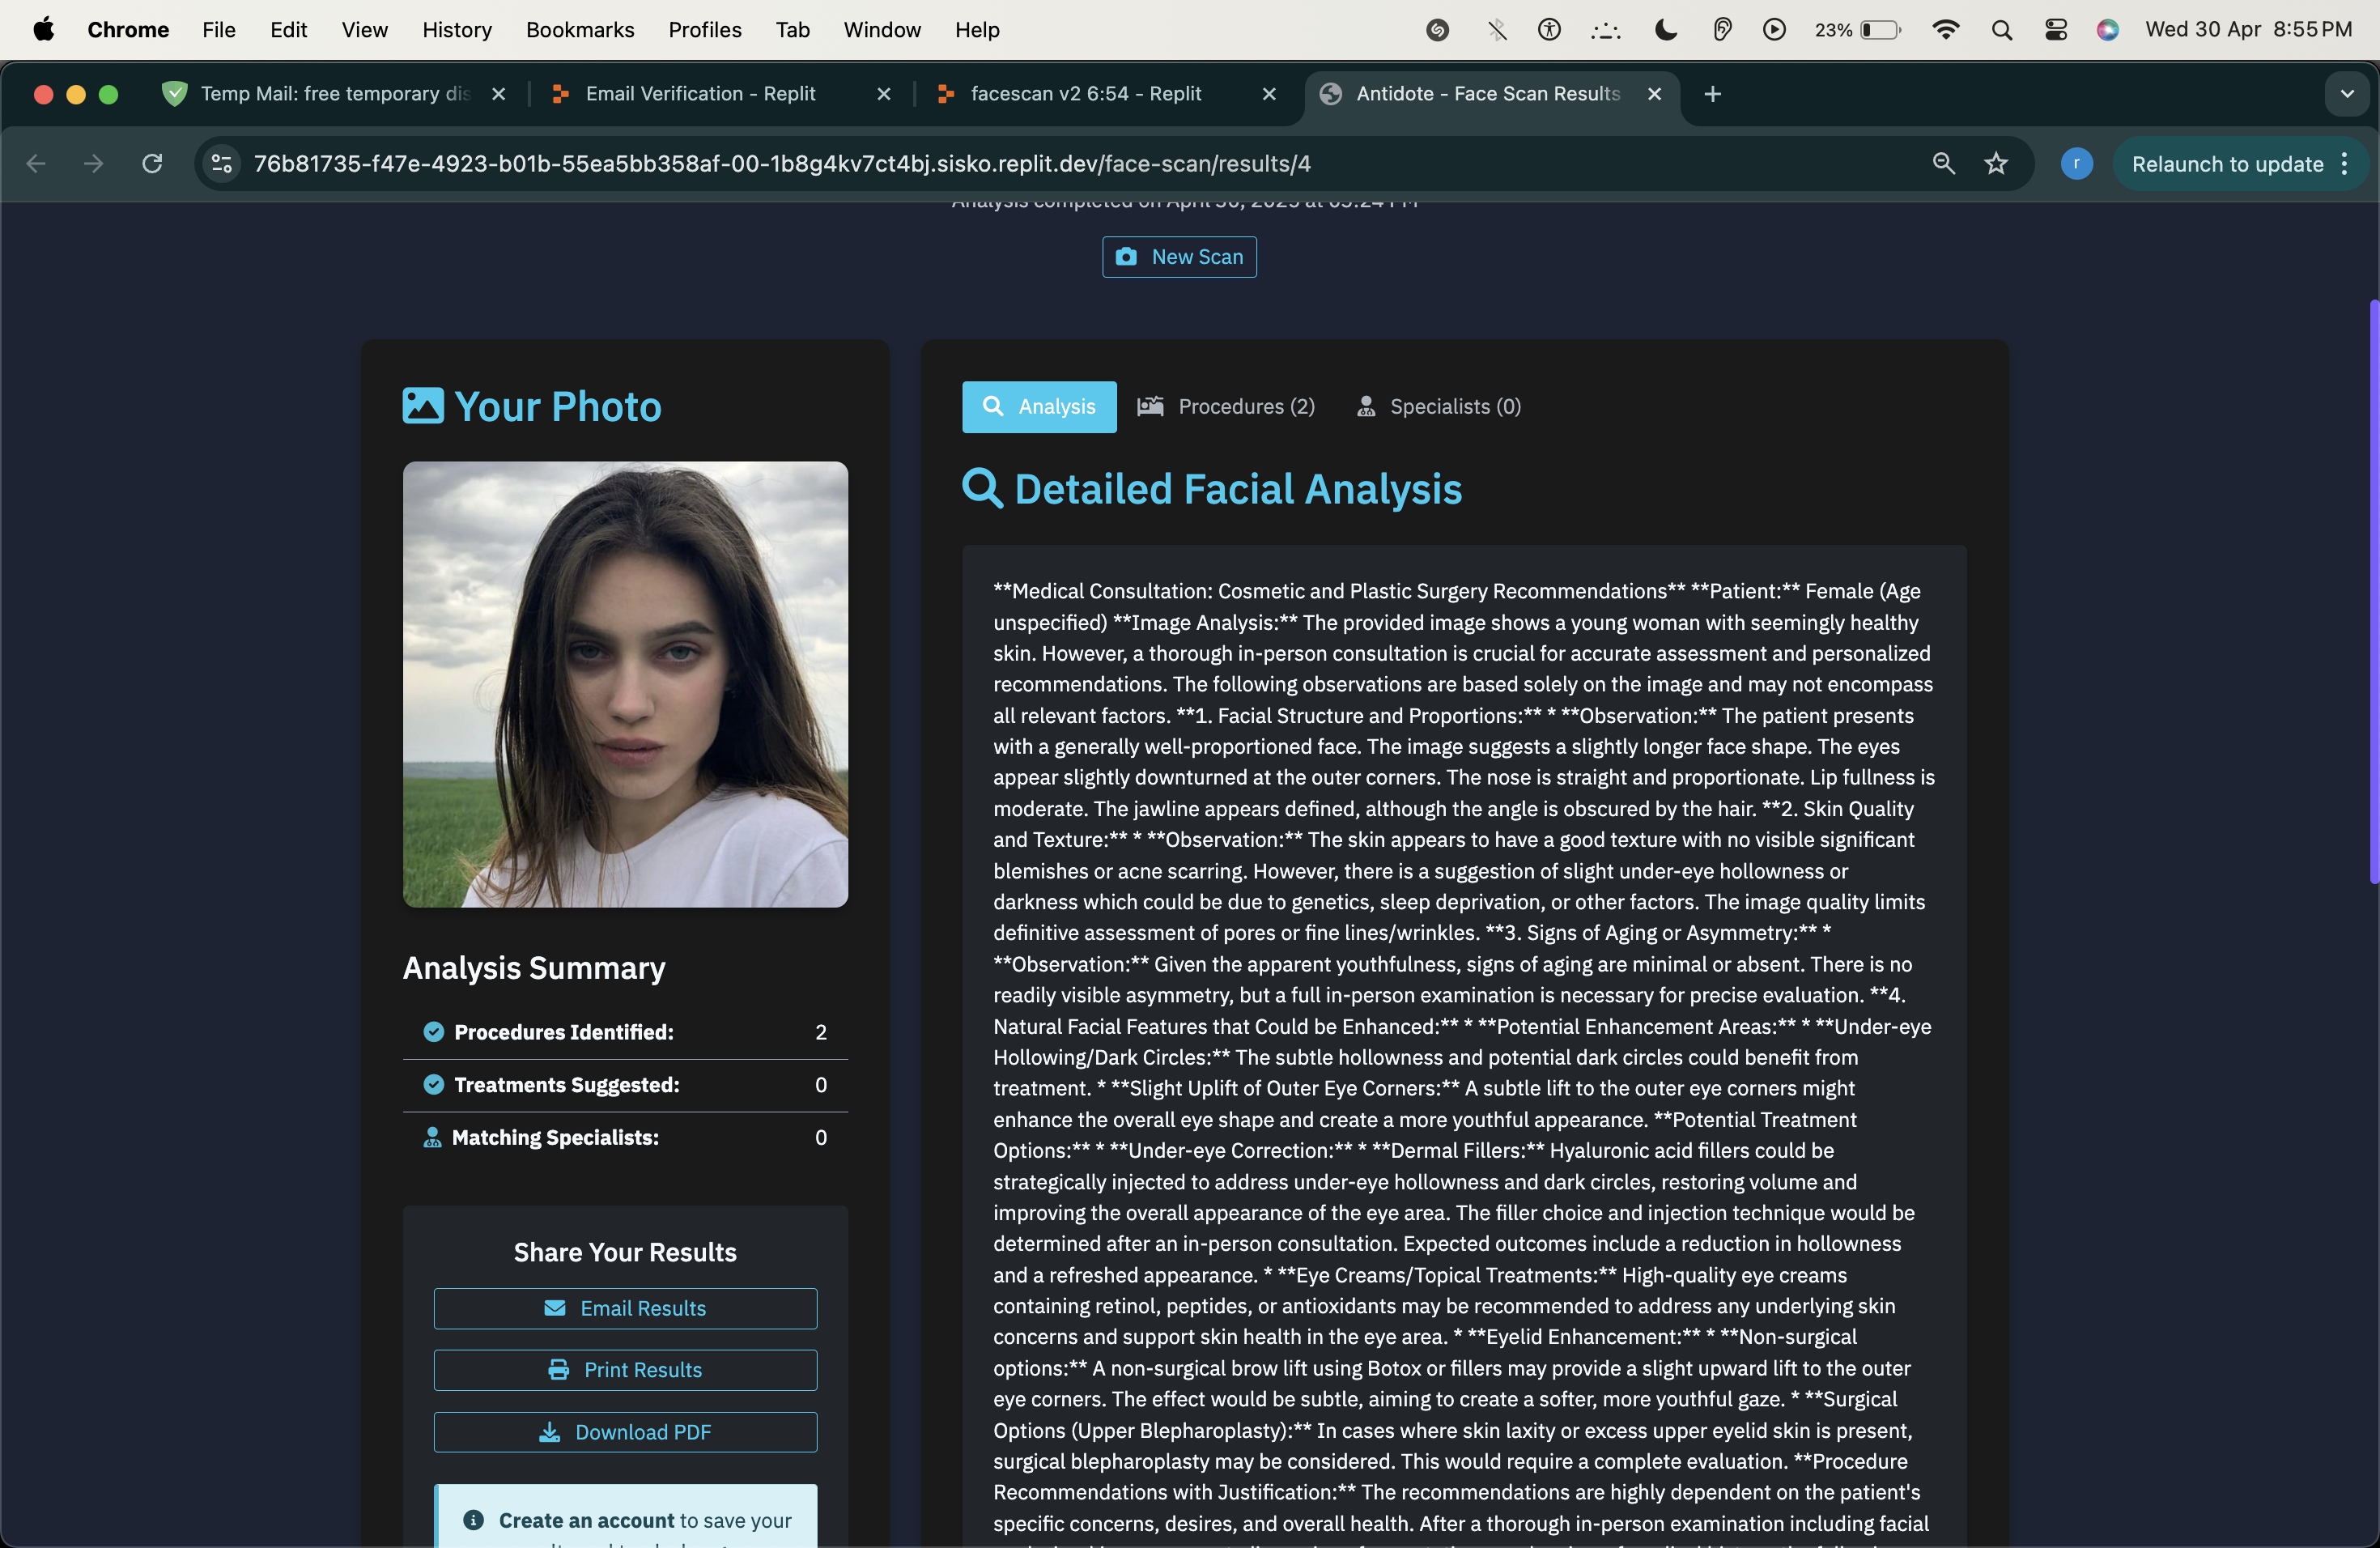 Chrome File Edit View History Bookmarks Profiles Tab Window Help 23% Wed 30 Apr 8:55 PM
Temp Mail: free temporary dis Email Verification - Replit facescan v2 6:54 - Replit Antidote - Face Scan Results
76b81735-f47e-4923-b01b-55ea5bb358af-00-1b8g4kv7ct4bj.sisko.replit.dev/face-scan/results/4 r Relaunch to update
Analysis completed on April 30, 2025 at 03:24 PM
New Scan
Your Photo
Analysis Summary
Procedures Identified: 2
Treatments Suggested: 0
Matching Specialists: 0
Share Your Results
Email Results
Print Results
Download PDF
Create an account to save your
Analysis Procedures (2) Specialists (0)
Detailed Facial Analysis
**Medical Consultation: Cosmetic and Plastic Surgery Recommendations** **Patient:** Female (Age
unspecified) **Image Analysis:** The provided image shows a young woman with seemingly healthy
skin. However, a thorough in-person consultation is crucial for accurate assessment and personalized
recommendations. The following observations are based solely on the image and may not encompass
all relevant factors. **1. Facial Structure and Proportions:** * **Observation:** The patient presents
with a generally well-proportioned face. The image suggests a slightly longer face shape. The eyes
appear slightly downturned at the outer corners. The nose is straight and proportionate. Lip fullness is
moderate. The jawline appears defined, although the angle is obscured by the hair. **2. Skin Quality
and Texture:** * **Observation:** The skin appears to have a good texture with no visible significant
blemishes or acne scarring. However, there is a suggestion of slight under-eye hollowness or
darkness which could be due to genetics, sleep deprivation, or other factors. The image quality limits
definitive assessment of pores or fine lines/wrinkles. **3. Signs of Aging or Asymmetry:** *
**Observation:** Given the apparent youthfulness, signs of aging are minimal or absent. There is no
readily visible asymmetry, but a full in-person examination is necessary for precise evaluation. **4.
Natural Facial Features that Could be Enhanced:** * **Potential Enhancement Areas:** * **Under-eye
Hollowing/Dark Circles:** The subtle hollowness and potential dark circles could benefit from
treatment. * **Slight Uplift of Outer Eye Corners:** A subtle lift to the outer eye corners might
enhance the overall eye shape and create a more youthful appearance. **Potential Treatment
Options:** * **Under-eye Correction:** * **Dermal Fillers:** Hyaluronic acid fillers could be
strategically injected to address under-eye hollowness and dark circles, restoring volume and
improving the overall appearance of the eye area. The filler choice and injection technique would be
determined after an in-person consultation. Expected outcomes include a reduction in hollowness
and a refreshed appearance. * **Eye Creams/Topical Treatments:** High-quality eye creams
containing retinol, peptides, or antioxidants may be recommended to address any underlying skin
concerns and support skin health in the eye area. * **Eyelid Enhancement:** * **Non-surgical
options:** A non-surgical brow lift using Botox or fillers may provide a slight upward lift to the outer
eye corners. The effect would be subtle, aiming to create a softer, more youthful gaze. * **Surgical
Options (Upper Blepharoplasty):** In cases where skin laxity or excess upper eyelid skin is present,
surgical blepharoplasty may be considered. This would require a complete evaluation. **Procedure
Recommendations with Justification:** The recommendations are highly dependent on the patient's
specific concerns, desires, and overall health. After a thorough in-person examination including facial